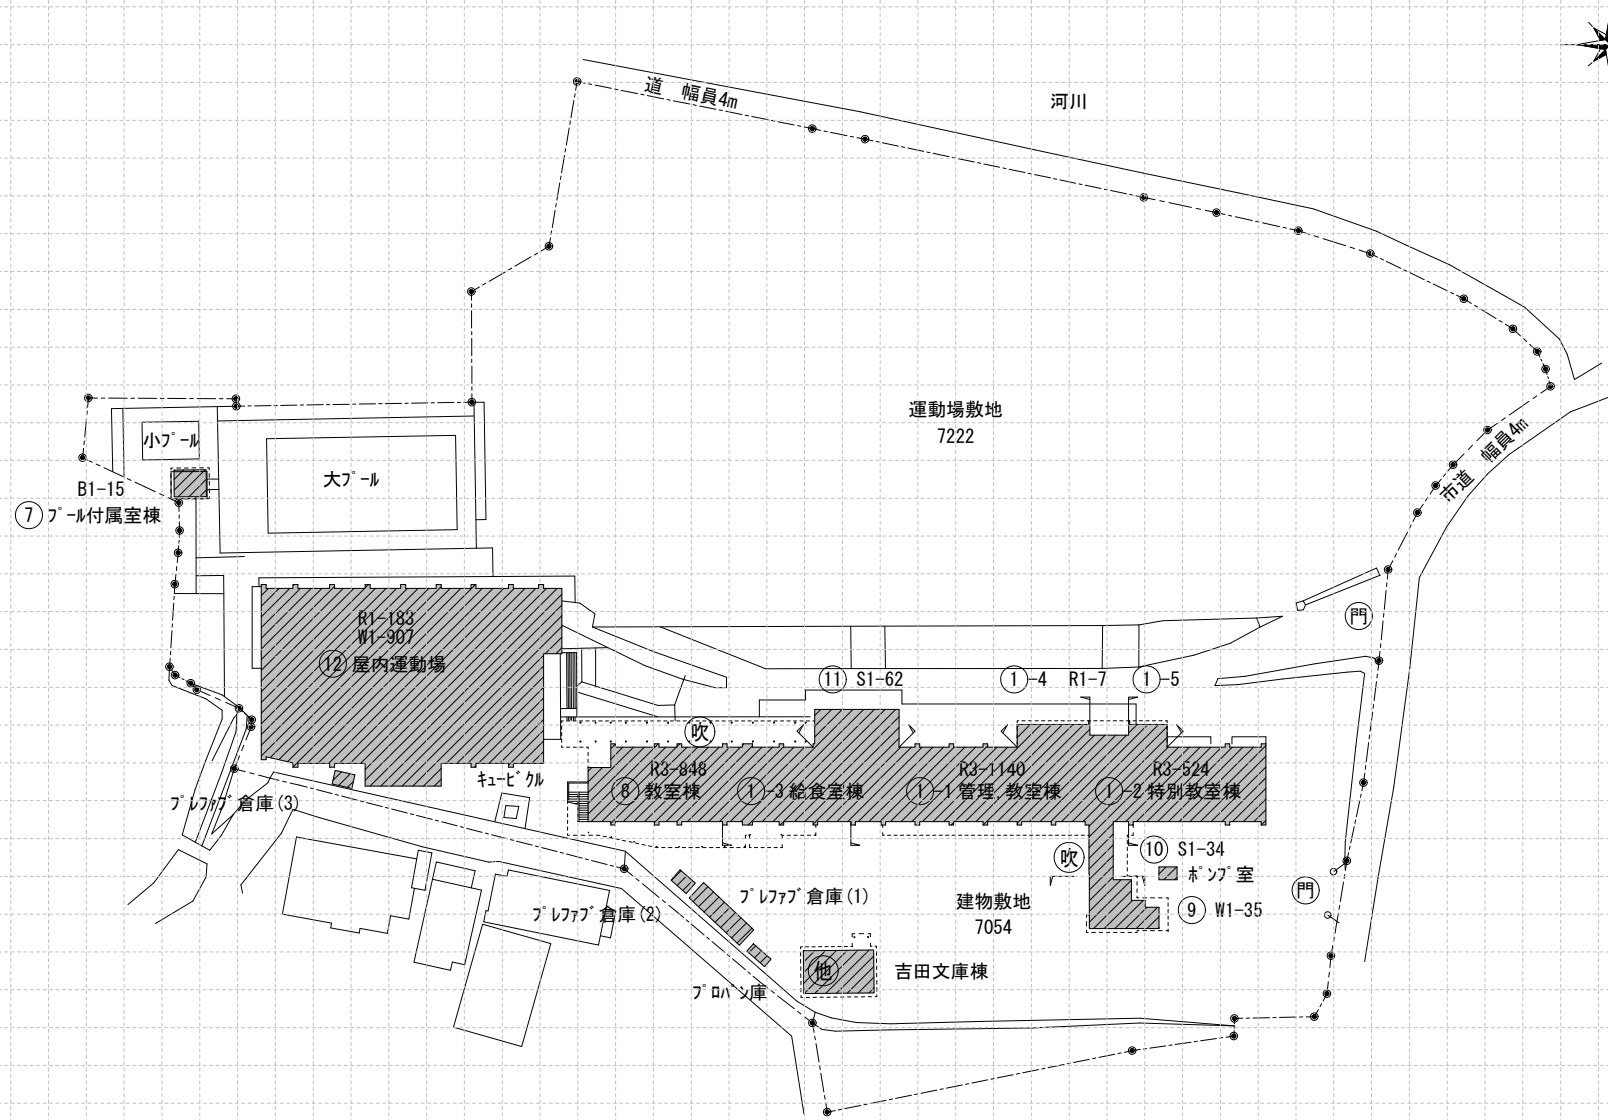 道 幅員4m
河川
運動場敷地
7222
市道 幅員4m
小ﾌﾟｰﾙ
大ﾌﾟｰﾙ
B1-15
⑦ ﾌﾟｰﾙ付属室棟
R1-183
W1-907
⑫ 屋内運動場
門
⑪ S1-62
①-4 R1-7 ①-5
吹
ｷｭｰﾋﾞｸﾙ
R3-848
⑧ 教室棟
①-3 給食室棟
R3-1140
①-1 管理.教室棟
R3-524
①-2 特別教室棟
ﾌﾟﾚﾌｧﾌﾞ倉庫(3)
吹
⑩ S1-34
ﾎﾟﾝﾌﾟ室
門
⑨ W1-35
ﾌﾟﾚﾌｧﾌﾞ倉庫(1)
ﾌﾟﾚﾌｧﾌﾞ倉庫(2)
建物敷地
7054
他
吉田文庫棟
ﾌﾟﾛﾊﾟﾝ庫